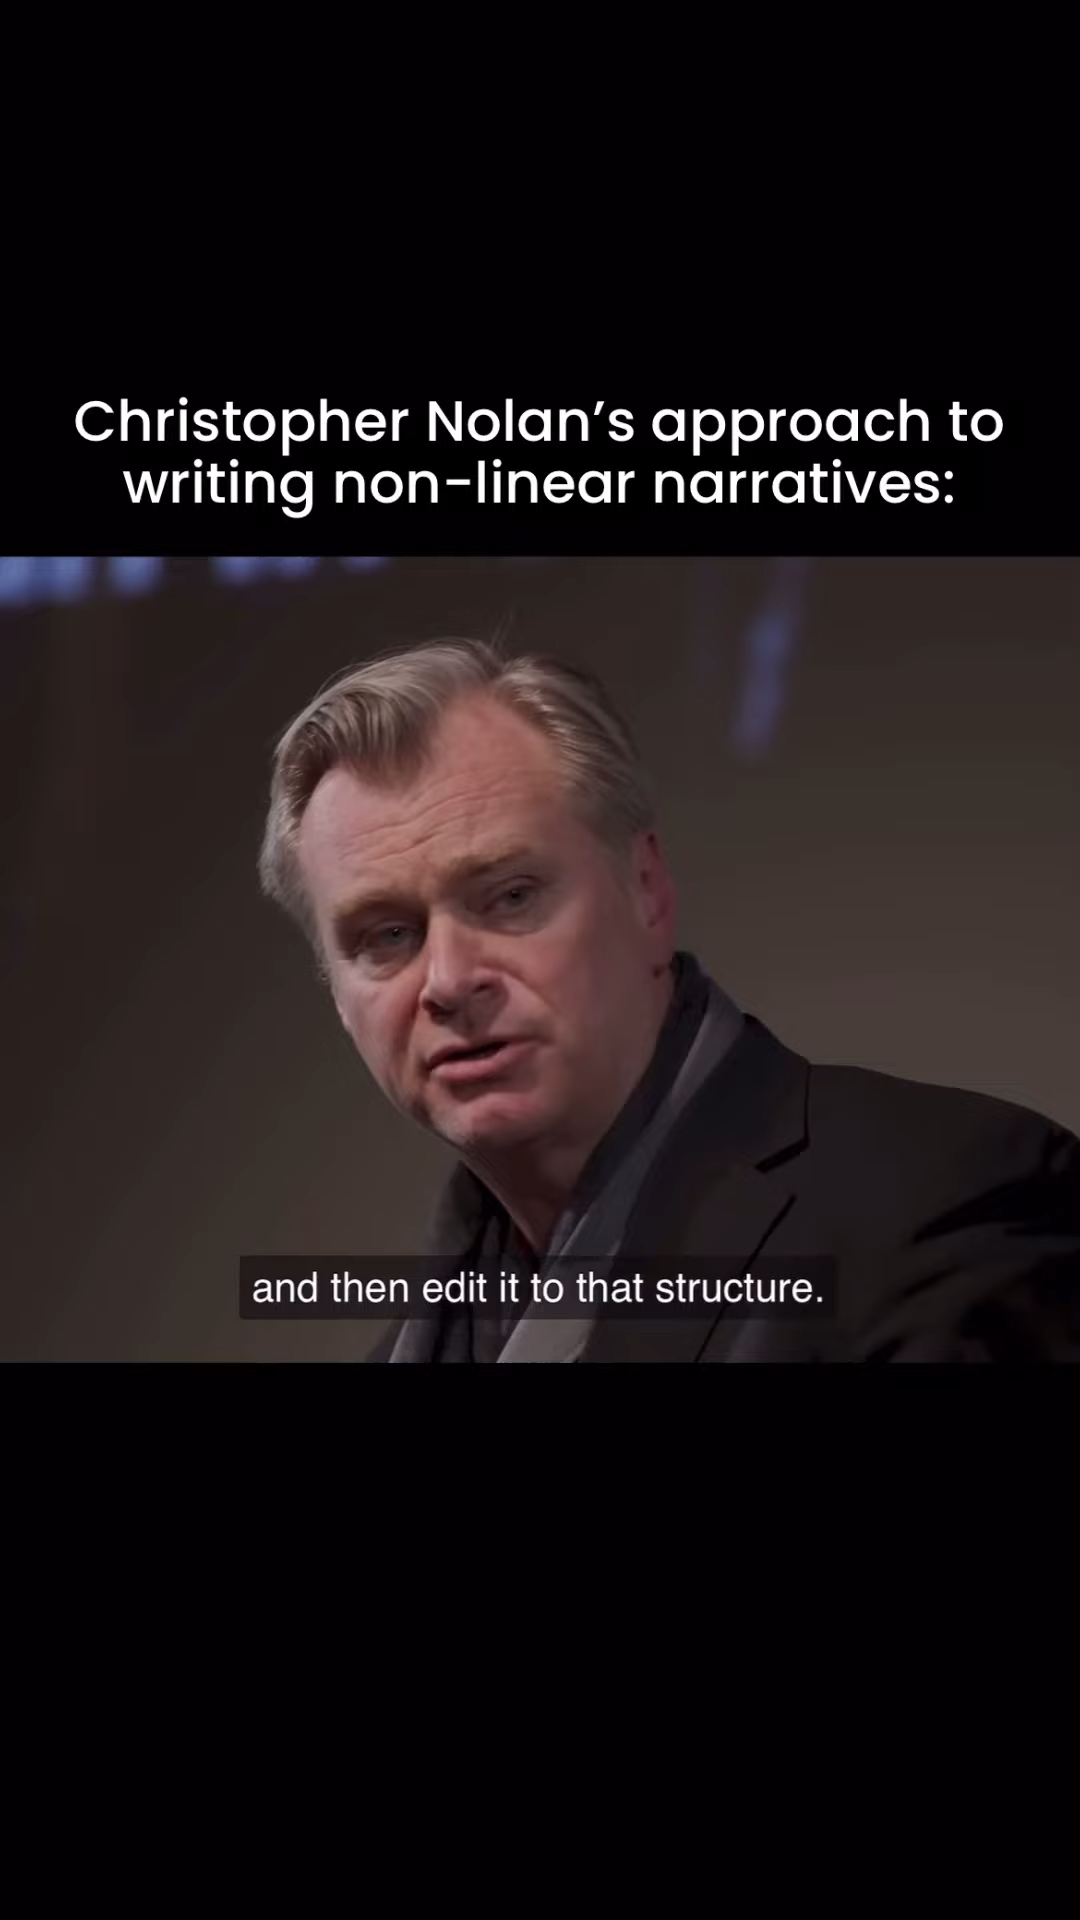 Christopher Nolan’s approach to
writing non-linear narratives:
and then edit it to that structure.